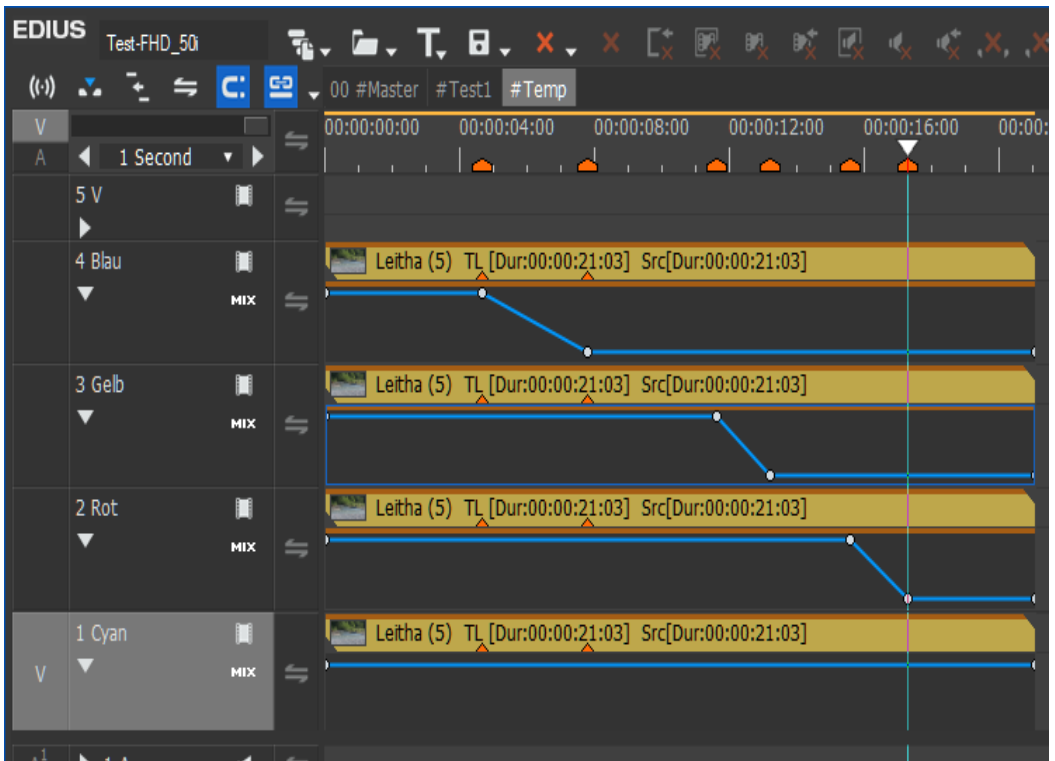 EDIUS Test-FHD_50i
00 #Master #Test1 #Temp
V 00:00:00:00 00:00:04:00 00:00:08:00 00:00:12:00 00:00:16:00 00:00:
A 1 Second
5 V
4 Blau Leitha (5) TL [Dur:00:00:21:03] Src[Dur:00:00:21:03]
MIX
3 Gelb Leitha (5) TL [Dur:00:00:21:03] Src[Dur:00:00:21:03]
MIX
2 Rot Leitha (5) TL [Dur:00:00:21:03] Src[Dur:00:00:21:03]
MIX
1 Cyan Leitha (5) TL [Dur:00:00:21:03] Src[Dur:00:00:21:03]
V MIX